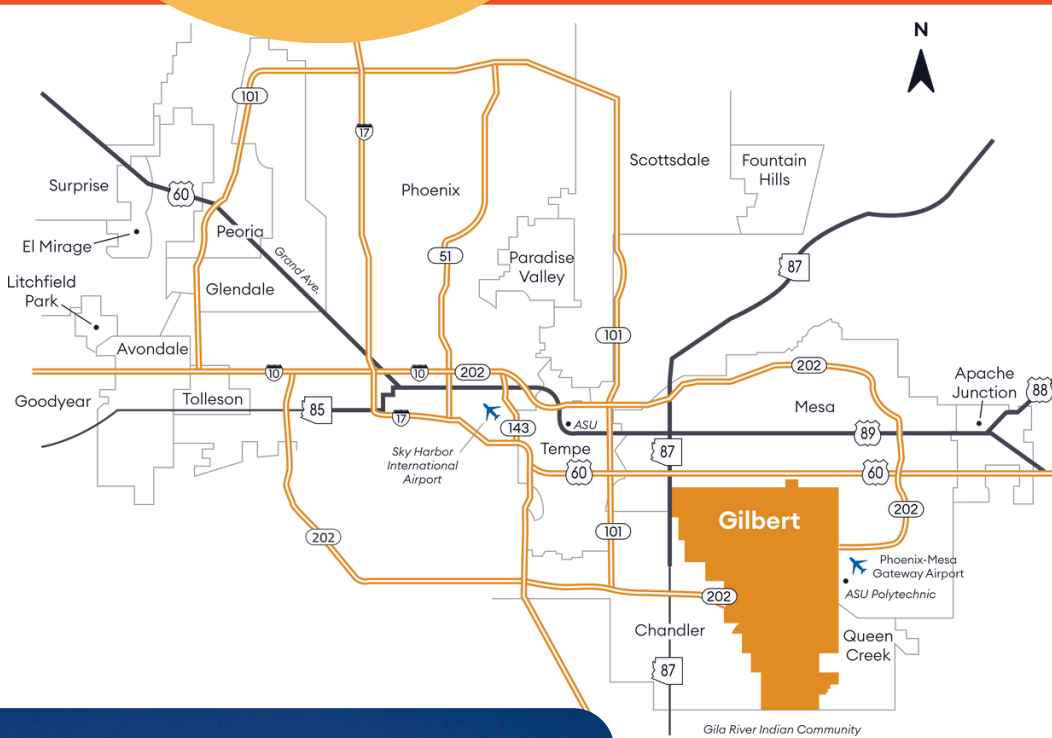 N
101
17
Scottsdale
Fountain
Hills
Phoenix
Surprise
60
Peoria
El Mirage
51
Grand Ave.
Paradise
Valley
87
Litchfield
Park
Glendale
101
Avondale
10
10
202
202
Apache
Junction
88
Goodyear
Tolleson
85
17
Mesa
143
ASU
89
Sky Harbor
International
Airport
Tempe
87
60
60
202
Gilbert
101
202
Phoenix-Mesa
Gateway Airport
ASU Polytechnic
202
Chandler
Queen
Creek
87
Gila River Indian Community